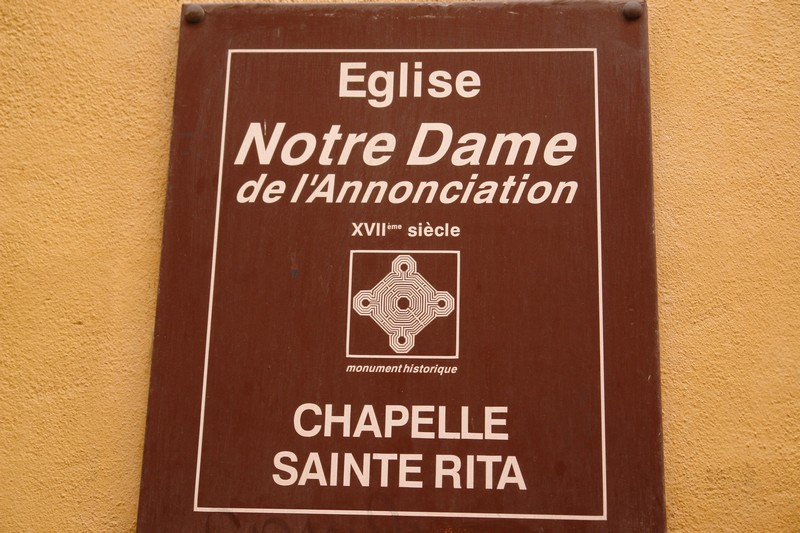 Eglise
Notre Dame
de l'Annonciation
XVIIème siècle
monument historique
CHAPELLE
SAINTE RITA